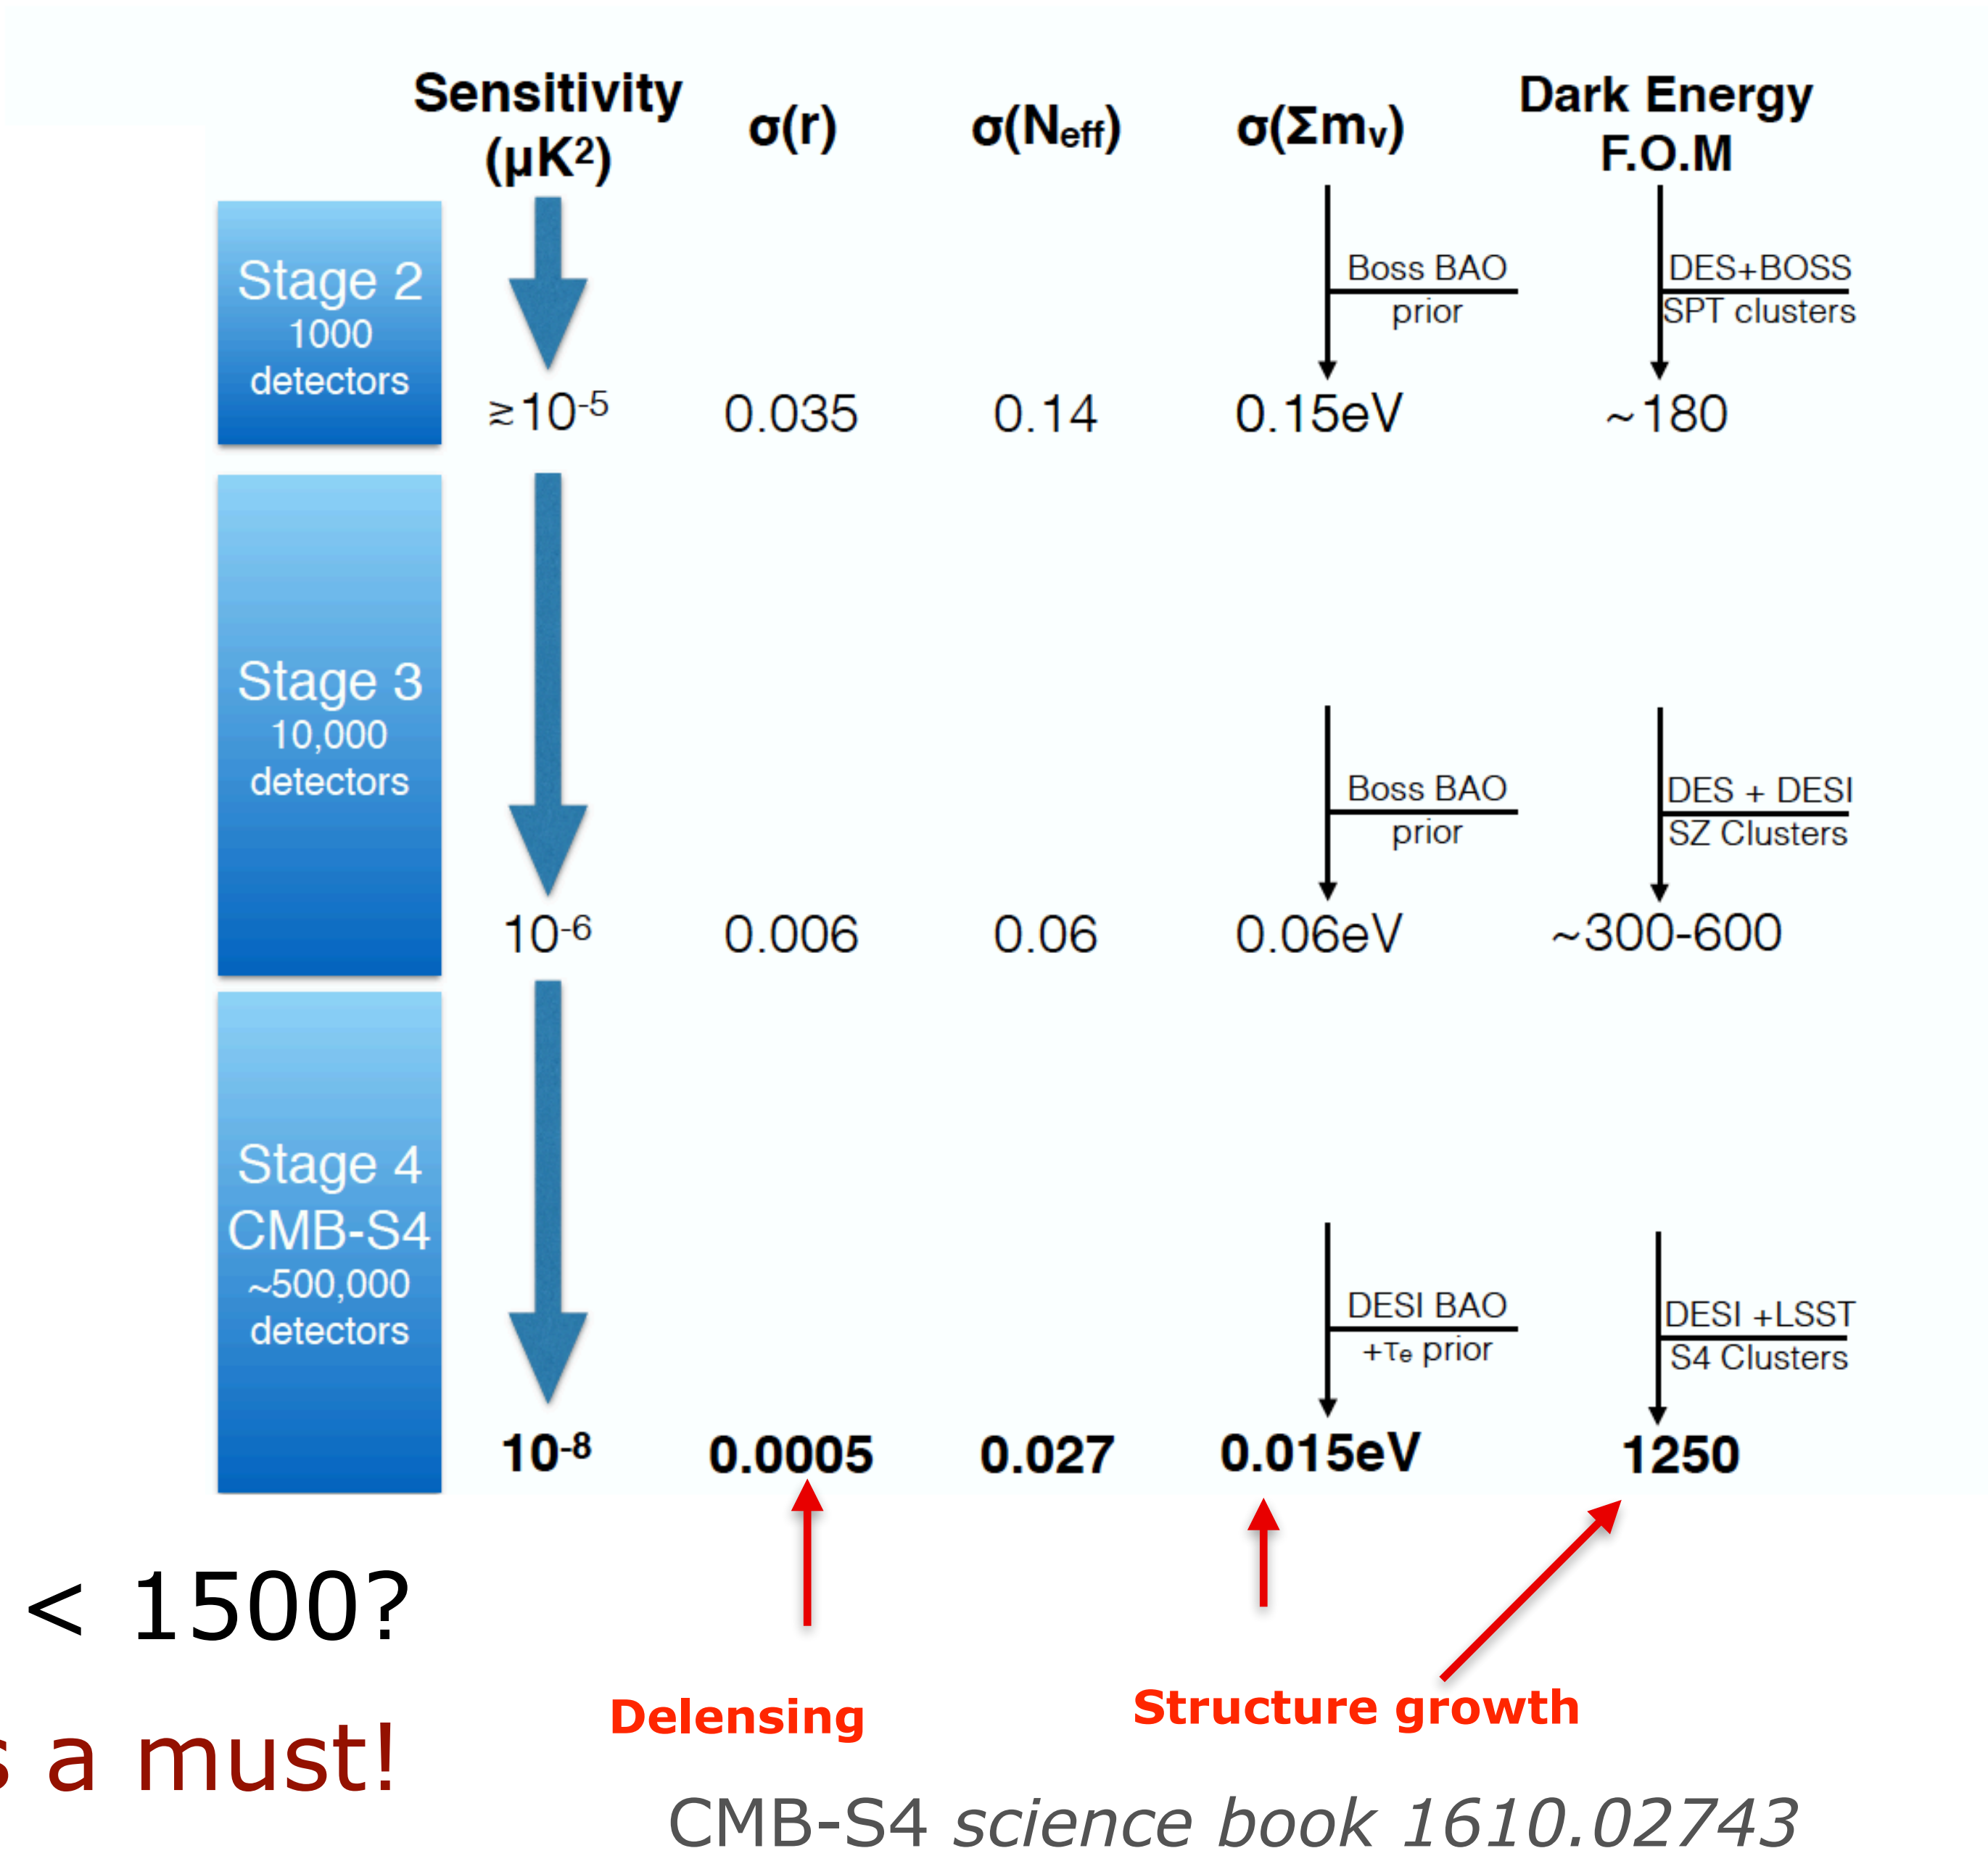 Sensitivity
(μK²)
σ(r)
σ(Neff)
σ(Σmν)
Dark Energy
F.O.M
Stage 2
1000
detectors
Boss BAO
prior
DES+BOSS
SPT clusters
≳10⁻⁵
0.035
0.14
0.15eV
~180
Stage 3
10,000
detectors
Boss BAO
prior
DES + DESI
SZ Clusters
10⁻⁶
0.006
0.06
0.06eV
~300-600
Stage 4
CMB-S4
~500,000
detectors
DESI BAO
+τe prior
DESI +LSST
S4 Clusters
10⁻⁸
0.0005
0.027
0.015eV
1250
< 1500?
s a must!
Delensing
Structure growth
CMB-S4 science book 1610.02743